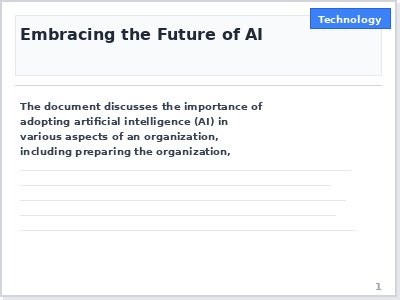 Technology
Embracing the Future of AI
The document discusses the importance of
adopting artificial intelligence (AI) in
various aspects of an organization,
including preparing the organization,
1